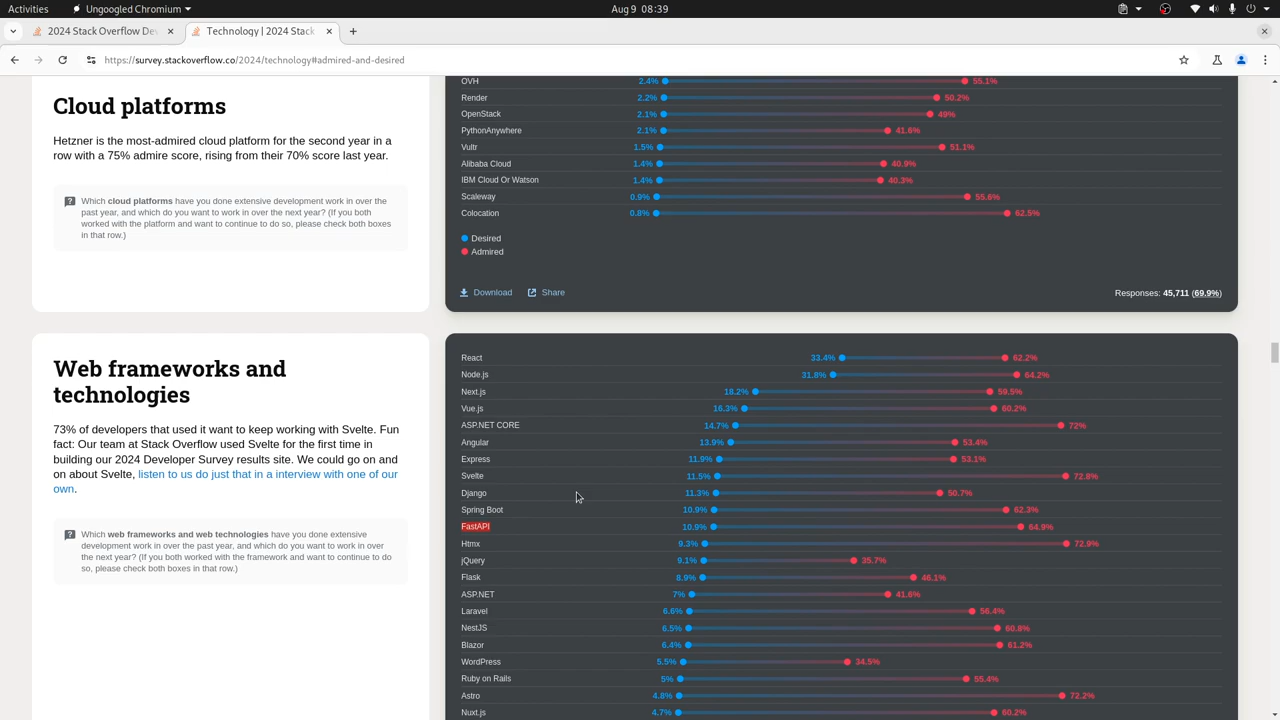 Activities
Ungoogled Chromium
Aug 9 08:39
2024 Stack Overflow De
Technology | 2024 Stack
https://survey.stackoverflow.co/2024/technology#admired-and-desired
Cloud platforms
Hetzner is the most-admired cloud platform for the second year in a
row with a 75% admire score, rising from their 70% score last year.
Which cloud platforms have you done extensive development work in over the
past year, and which do you want to work in over the next year? (If you both
worked with the platform and want to continue to do so, please check both boxes
in that row.)
OVH 2.4% 55.1%
Render 2.2% 50.2%
OpenStack 2.1% 49%
PythonAnywhere 2.1% 41.6%
Vultr 1.5% 51.1%
Alibaba Cloud 1.4% 40.9%
IBM Cloud Or Watson 1.4% 40.3%
Scaleway 0.9% 55.6%
Colocation 0.8% 62.5%
Desired
Admired
Download Share Responses: 45,711 (69.9%)
Web frameworks and
technologies
73% of developers that used it want to keep working with Svelte. Fun
fact: Our team at Stack Overflow used Svelte for the first time in
building our 2024 Developer Survey results site. We could go on and
on about Svelte, listen to us do just that in a interview with one of our
own.
Which web frameworks and web technologies have you done extensive
development work in over the past year, and which do you want to work in over
the next year? (If you both worked with the framework and want to continue to do
so, please check both boxes in that row.)
React 33.4% 62.2%
Node.js 31.8% 64.2%
Next.js 18.2% 59.5%
Vue.js 16.3% 60.2%
ASP.NET CORE 14.7% 72%
Angular 13.9% 53.4%
Express 11.9% 53.1%
Svelte 11.5% 72.8%
Django 11.3% 50.7%
Spring Boot 10.9% 62.3%
FastAPI 10.9% 64.9%
Htmx 9.3% 72.9%
jQuery 9.1% 35.7%
Flask 8.9% 46.1%
ASP.NET 7% 41.6%
Laravel 6.6% 56.4%
NestJS 6.5% 60.8%
Blazor 6.4% 61.2%
WordPress 5.5% 34.5%
Ruby on Rails 5% 55.4%
Astro 4.8% 72.2%
Nuxt.js 4.7% 60.2%